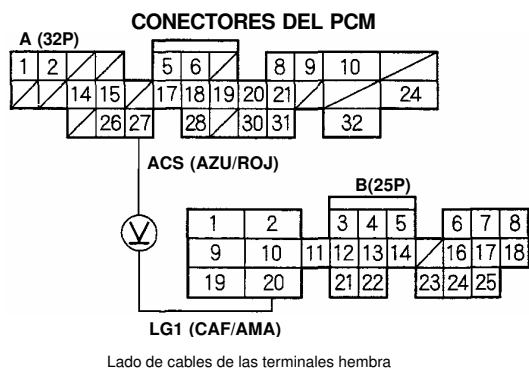 CONECTORES DEL PCM
A (32P)
1 2 5 6 8 9 10
14 15 17 18 19 20 21 24
26 27 28 30 31 32
ACS (AZU/ROJ)
B(25P)
1 2 3 4 5 6 7 8
9 10 11 12 13 14 16 17 18
19 20 21 22 23 24 25
V
LG1 (CAF/AMA)
Lado de cables de las terminales hembra